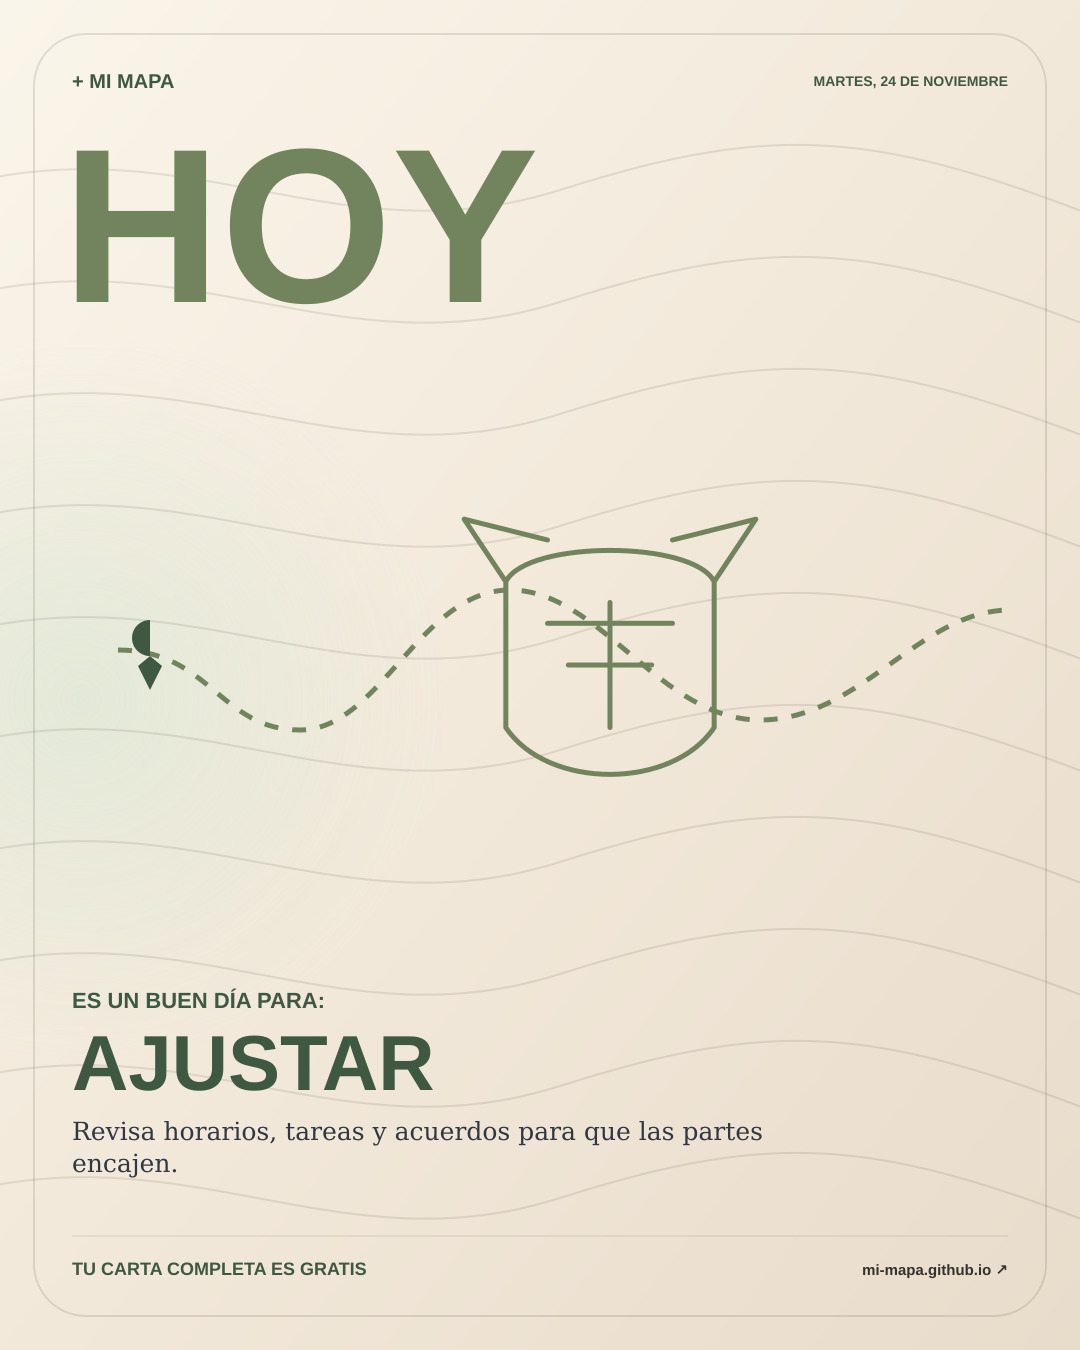 + MI MAPA
MARTES, 24 DE NOVIEMBRE
HOY
ES UN BUEN DÍA PARA:
AJUSTAR
Revisa horarios, tareas y acuerdos para que las partes
encajen.
TU CARTA COMPLETA ES GRATIS
mi-mapa.github.io ↗